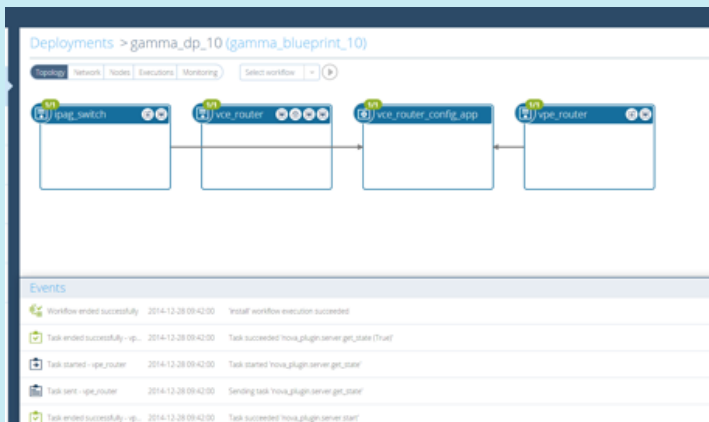 Deployments > gamma_dp_10 (gamma_blueprint_10)
Topology Network Nodes Executions Monitoring Select workflow
1/1 1/1 1/1 1/1
ipag_switch vce_router vce_router_config_app vpe_router
Events
Workflow ended successfully 2014-12-28 09:42:00 'install' workflow execution succeeded
Task ended successfully - vp... 2014-12-28 09:42:00 Task succeeded 'nova_plugin.server.get_state (True)'
Task started - vpe_router 2014-12-28 09:42:00 Task started 'nova_plugin.server.get_state'
Task sent - vpe_router 2014-12-28 09:42:00 Sending task 'nova_plugin.server.get_state'
Task ended successfully - vp... 2014-12-28 09:42:00 Task succeeded 'nova_plugin.server.start'